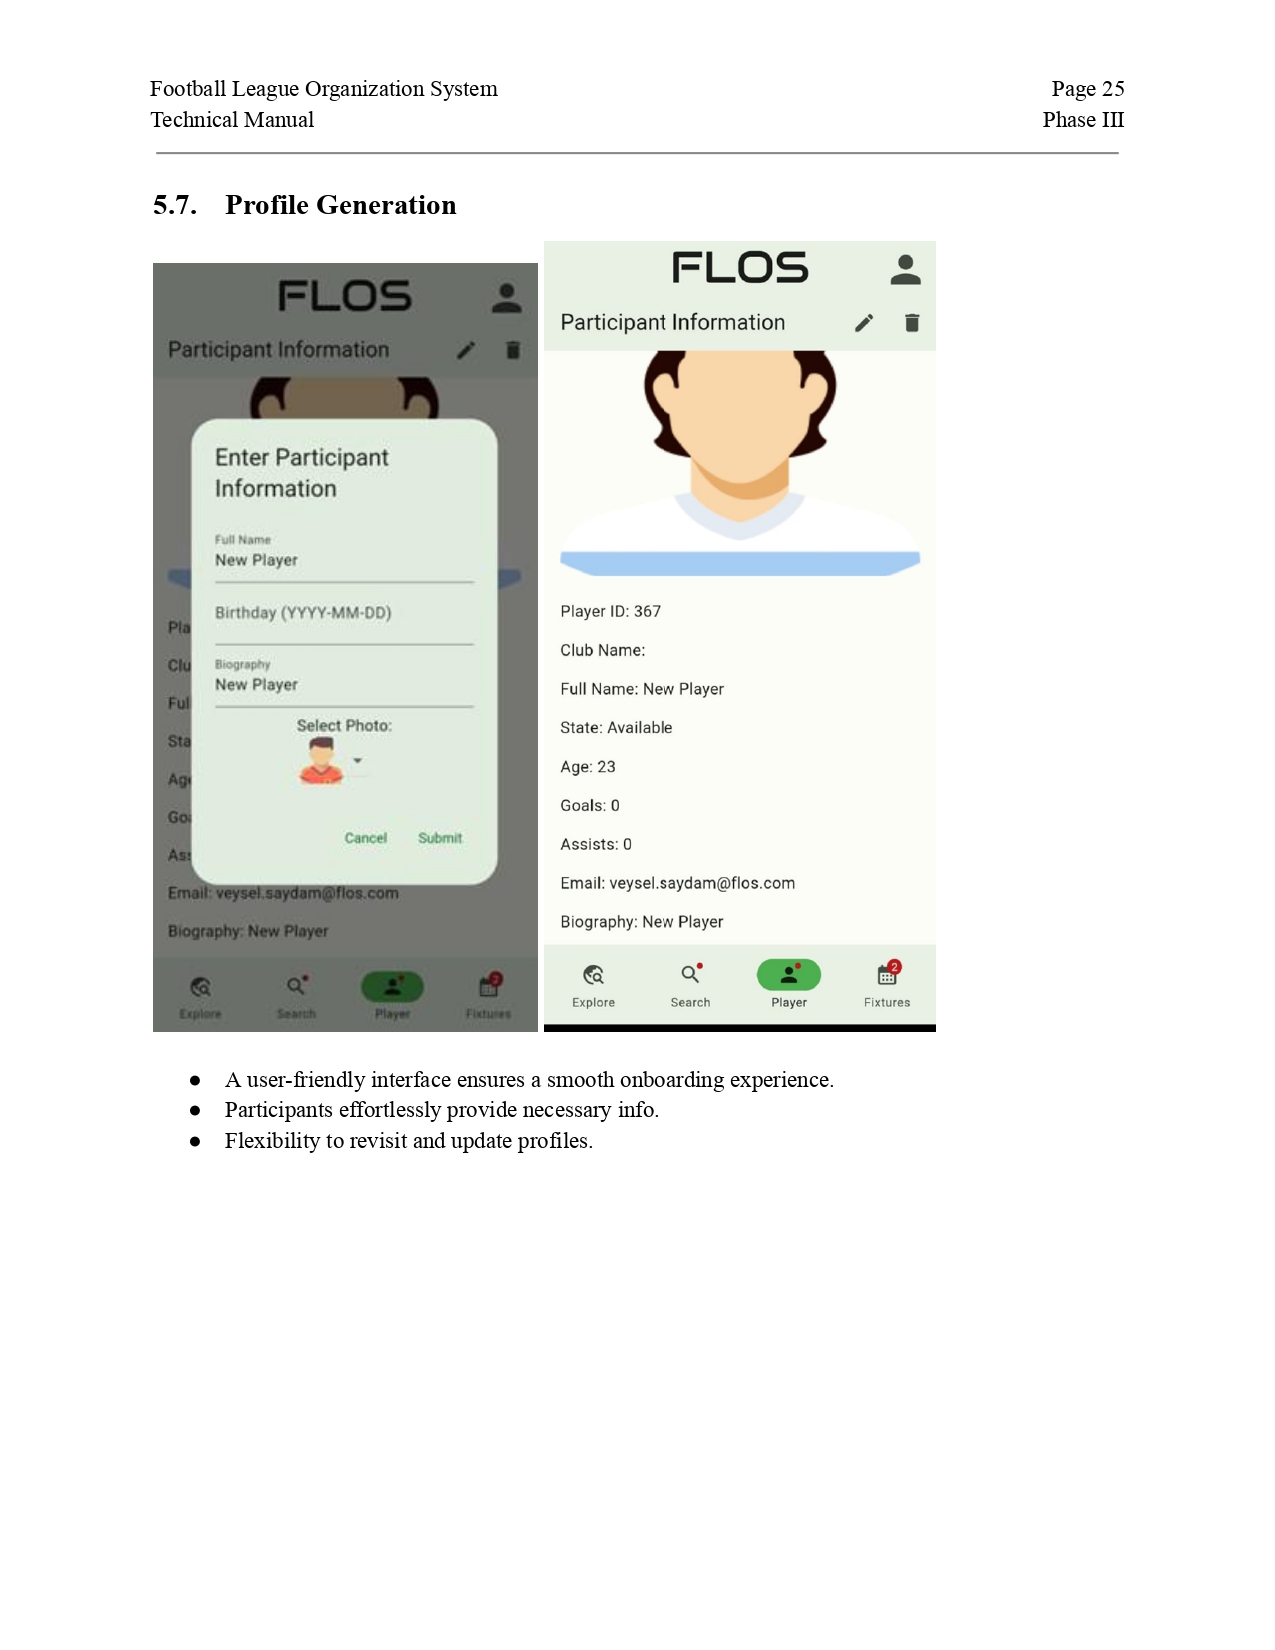 Football League Organization System
Page 25
Technical Manual
Phase III
5.7. Profile Generation
FLOS
Participant Information
Enter Participant
Information
Full Name
New Player
Birthday (YYYY-MM-DD)
Biography
New Player
Select Photo:
Cancel
Submit
Pla
Clu
Ful
Sta
Age
Goa
Ass
Email: veysel.saydam@flos.com
Biography: New Player
2
Explore
Search
Player
Fixtures
FLOS
Participant Information
Player ID: 367
Club Name:
Full Name: New Player
State: Available
Age: 23
Goals: 0
Assists: 0
Email: veysel.saydam@flos.com
Biography: New Player
2
Explore
Search
Player
Fixtures
● A user-friendly interface ensures a smooth onboarding experience.
● Participants effortlessly provide necessary info.
● Flexibility to revisit and update profiles.